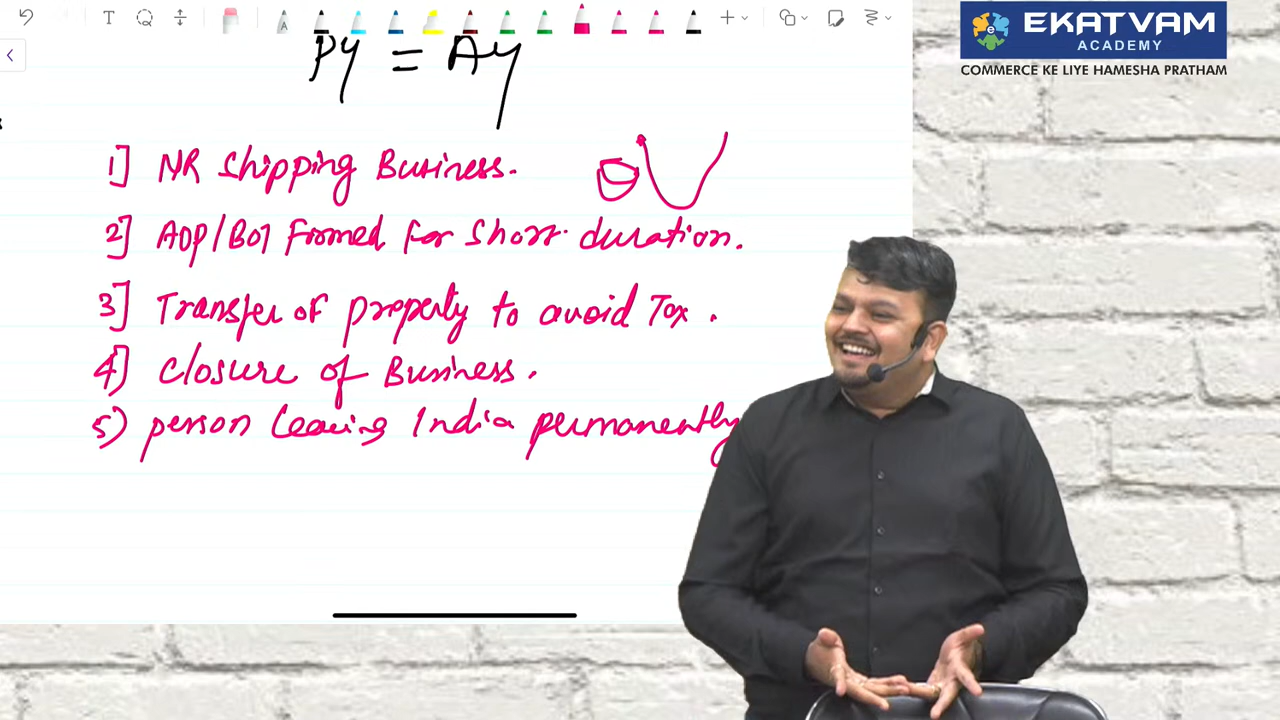 EKATVAM
ACADEMY
COMMERCE KE LIYE HAMESHA PRATHAM
PY = AY
1] NR Shipping Business.
2] AOP/BOI Formed for Short duration.
3] Transfer of property to avoid Tax.
4] Closure of Business.
5) person leaving India permanently